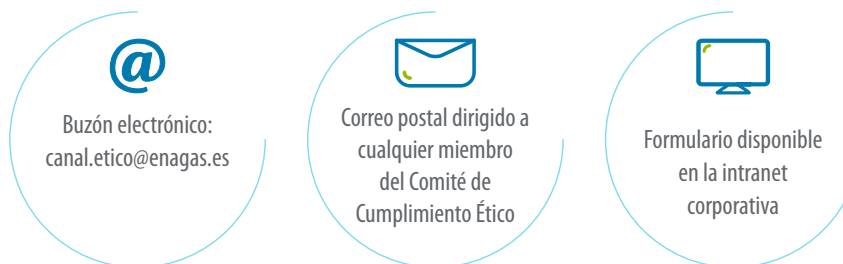 @
Buzón electrónico:
canal.etico@enagas.es
Correo postal dirigido a
cualquier miembro
del Comité de
Cumplimiento Ético
Formulario disponible
en la intranet
corporativa